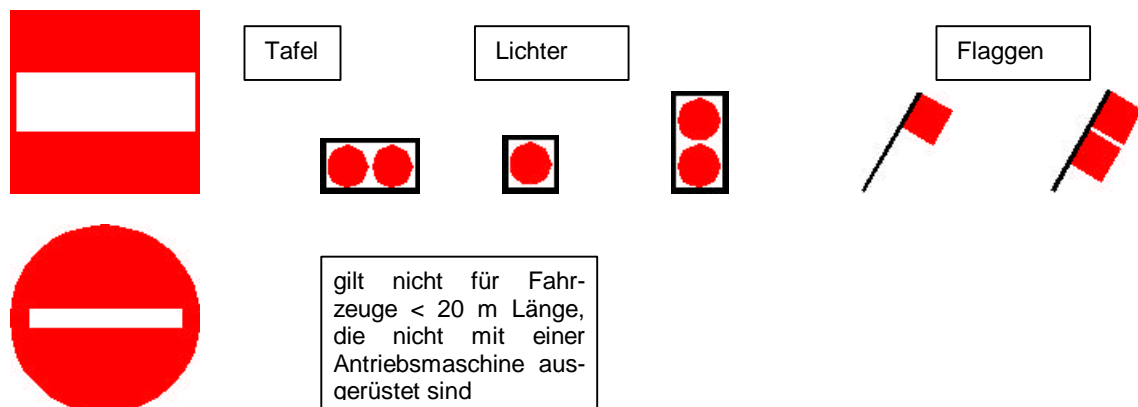 Tafel
Lichter
Flaggen
gilt nicht für Fahr-
zeuge < 20 m Länge,
die nicht mit einer
Antriebsmaschine aus-
gerüstet sind